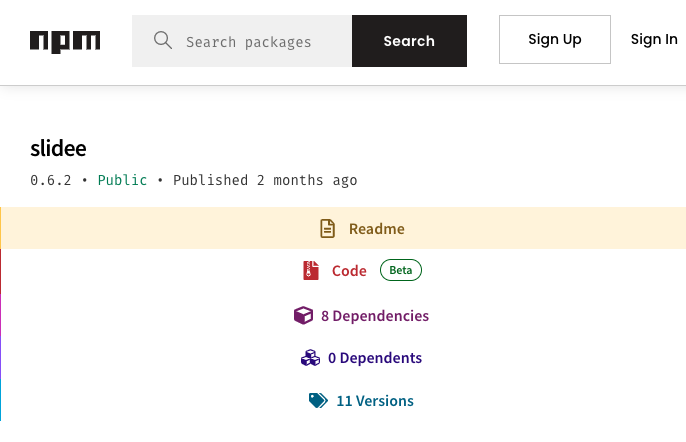 npm
Search packages
Search
Sign Up
Sign In
slidee
0.6.2 • Public • Published 2 months ago
Readme
Code Beta
8 Dependencies
0 Dependents
11 Versions